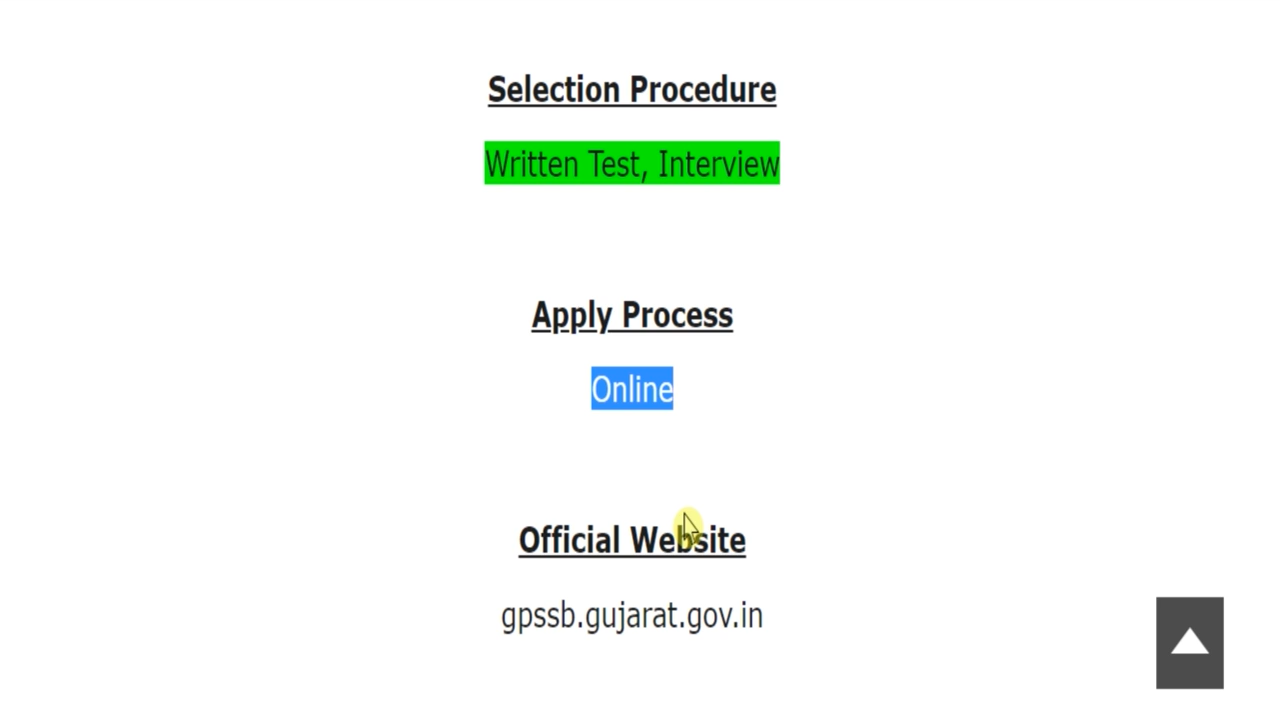 Selection Procedure
Written Test, Interview
Apply Process
Online
Official Website
gpssb.gujarat.gov.in